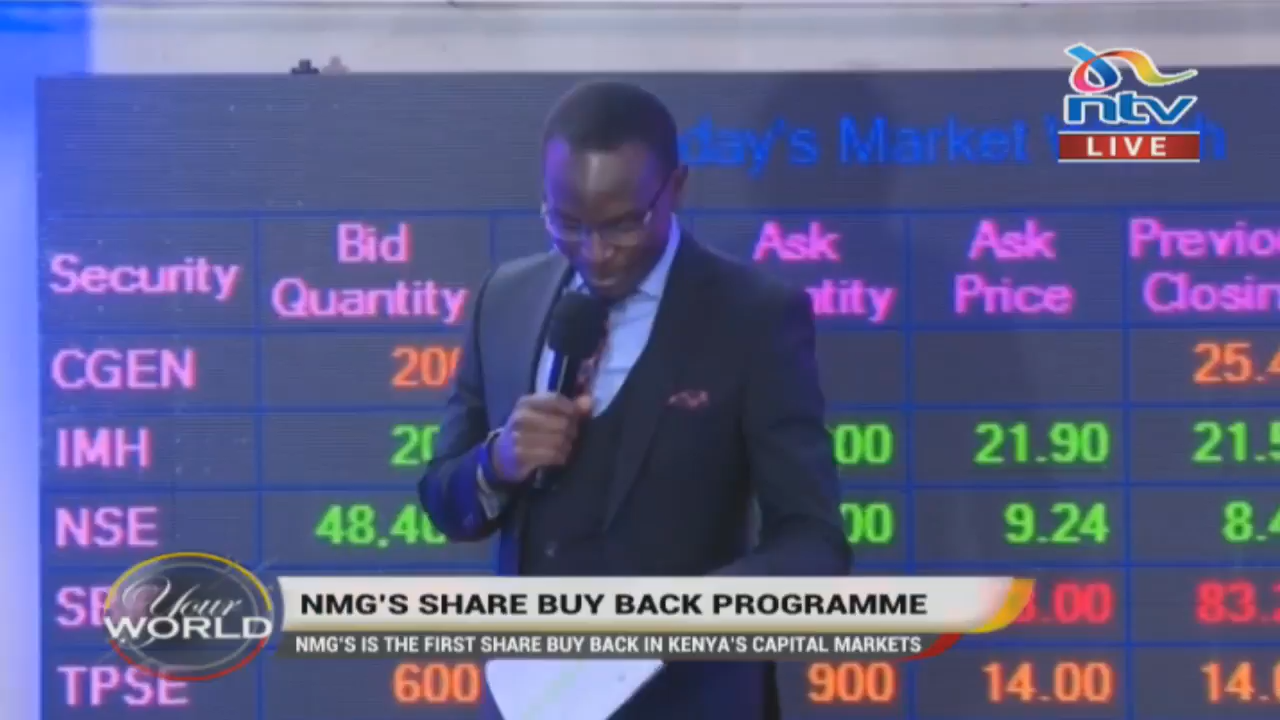 ntv
LIVE
day's Market
Security
Bid
Quantity
Ask
Ask
Price
CGEN
IMH
21.90
NSE
9.24
TPSE
600
900
14.00
Your
WORLD
NMG'S SHARE BUY BACK PROGRAMME
NMG'S IS THE FIRST SHARE BUY BACK IN KENYA'S CAPITAL MARKETS